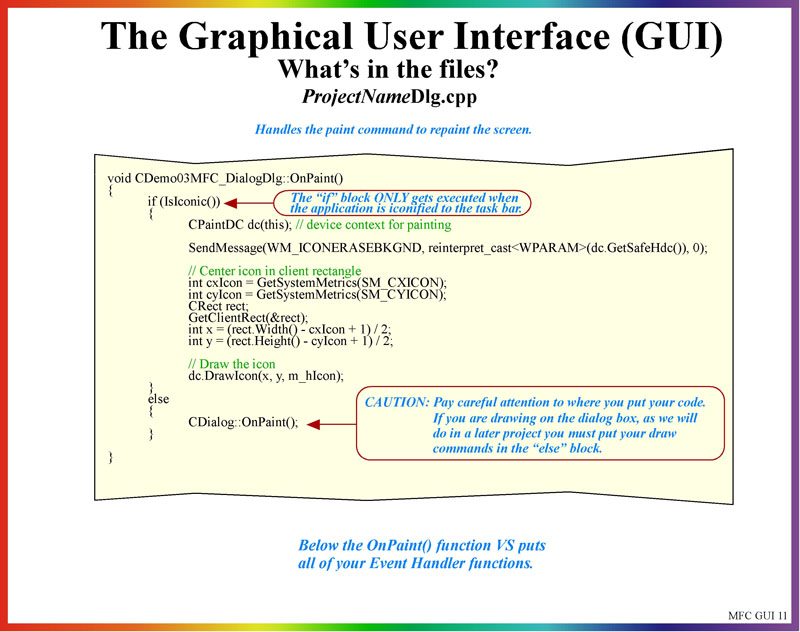 The Graphical User Interface (GUI)
What's in the files?
ProjectNameDlg.cpp
Handles the paint command to repaint the screen.
void CDemo03MFC_DialogDlg::OnPaint()
{
if (IsIconic())
The “if” block ONLY gets executed when
the application is iconified to the task bar.
{
CPaintDC dc(this); // device context for painting
SendMessage(WM_ICONERASEBKGND, reinterpret_cast<WPARAM>(dc.GetSafeHdc()), 0);
// Center icon in client rectangle
int cxIcon = GetSystemMetrics(SM_CXICON);
int cyIcon = GetSystemMetrics(SM_CYICON);
CRect rect;
GetClientRect(&rect);
int x = (rect.Width() - cxIcon + 1) / 2;
int y = (rect.Height() - cyIcon + 1) / 2;
// Draw the icon
dc.DrawIcon(x, y, m_hIcon);
}
else
{
CDialog::OnPaint();
}
}
CAUTION: Pay careful attention to where you put your code.
If you are drawing on the dialog box, as we will
do in a later project you must put your draw
commands in the “else” block.
Below the OnPaint() function VS puts
all of your Event Handler functions.
MFC GUI 11